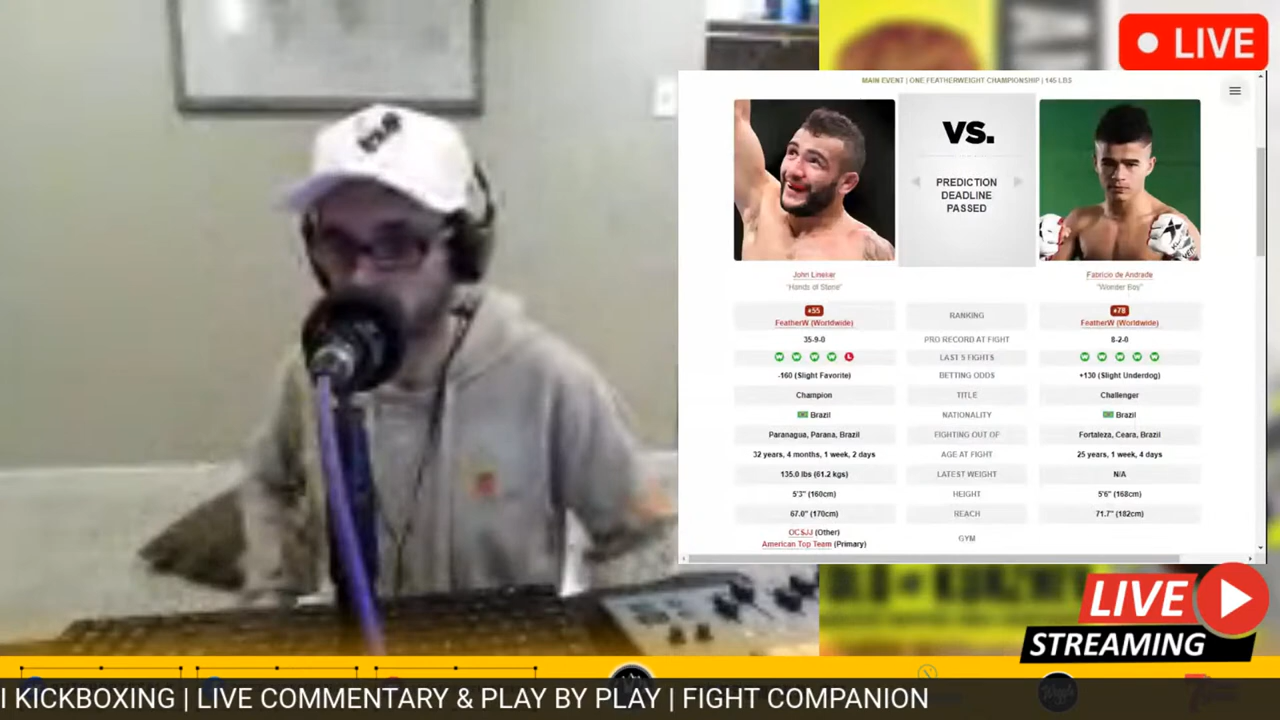 LIVE
MAIN EVENT | ONE FEATHERWEIGHT CHAMPIONSHIP | 145 LBS
VS.
PREDICTION
DEADLINE
PASSED
John Lineker
"Hands of Stone"
Fabricio de Andrade
"Wonder Boy"
#55 #78
FeatherW (Worldwide) RANKING FeatherW (Worldwide)
35-9-0 PRO RECORD AT FIGHT 8-2-0
W W W W L LAST 5 FIGHTS W W W W W
-160 (Slight Favorite) BETTING ODDS +130 (Slight Underdog)
Champion TITLE Challenger
Brazil NATIONALITY Brazil
Paranagua, Parana, Brazil FIGHTING OUT OF Fortaleza, Ceara, Brazil
32 years, 4 months, 1 week, 2 days AGE AT FIGHT 25 years, 1 week, 4 days
135.0 lbs (61.2 kgs) LATEST WEIGHT N/A
5'3" (160cm) HEIGHT 5'6" (168cm)
67.0" (170cm) REACH 71.7" (182cm)
OCSJJ (Other)
American Top Team (Primary) GYM
LIVE
STREAMING
I KICKBOXING | LIVE COMMENTARY & PLAY BY PLAY | FIGHT COMPANION